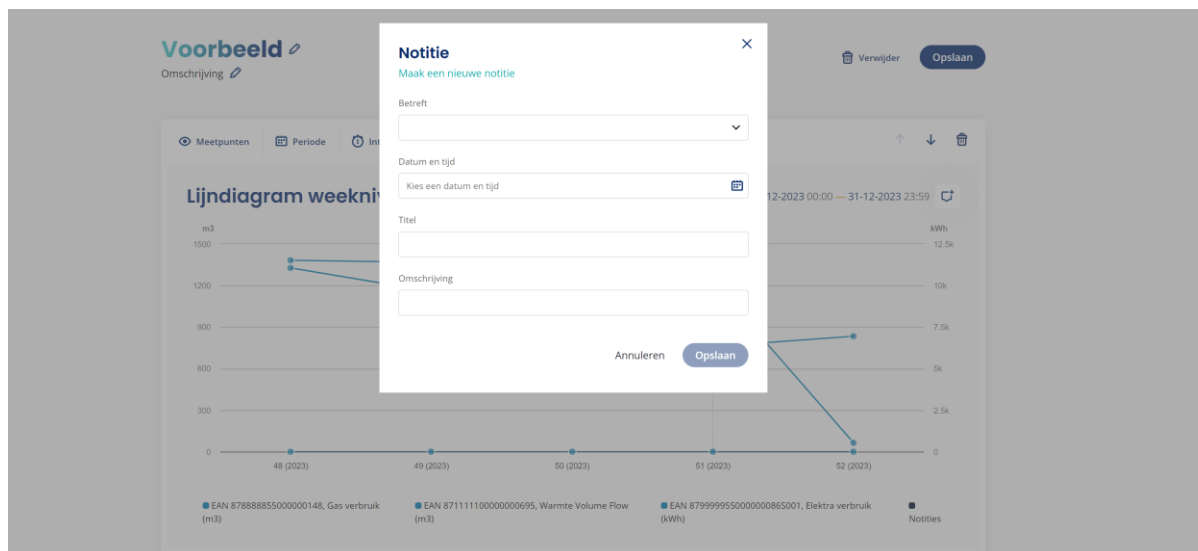 Voorbeeld
Omschrijving
Verwijder
Opslaan
Notitie
Maak een nieuwe notitie
Betreft
Datum en tijd
Kies een datum en tijd
Titel
Omschrijving
Annuleren
Opslaan
Meetpunten
Periode
Int
Lijndiagram weekni
12-2023 00:00 — 31-12-2023 23:59
m3
kWh
1500
12.5k
1200
10k
900
7.5k
600
5k
300
2.5k
0
0
48 (2023)
49 (2023)
50 (2023)
51 (2023)
52 (2023)
EAN 878888855000000148, Gas verbruik
(m3)
EAN 871111100000000695, Warmte Volume Flow
(m3)
EAN 8799999550000000865001, Elektra verbruik
(kWh)
Notities